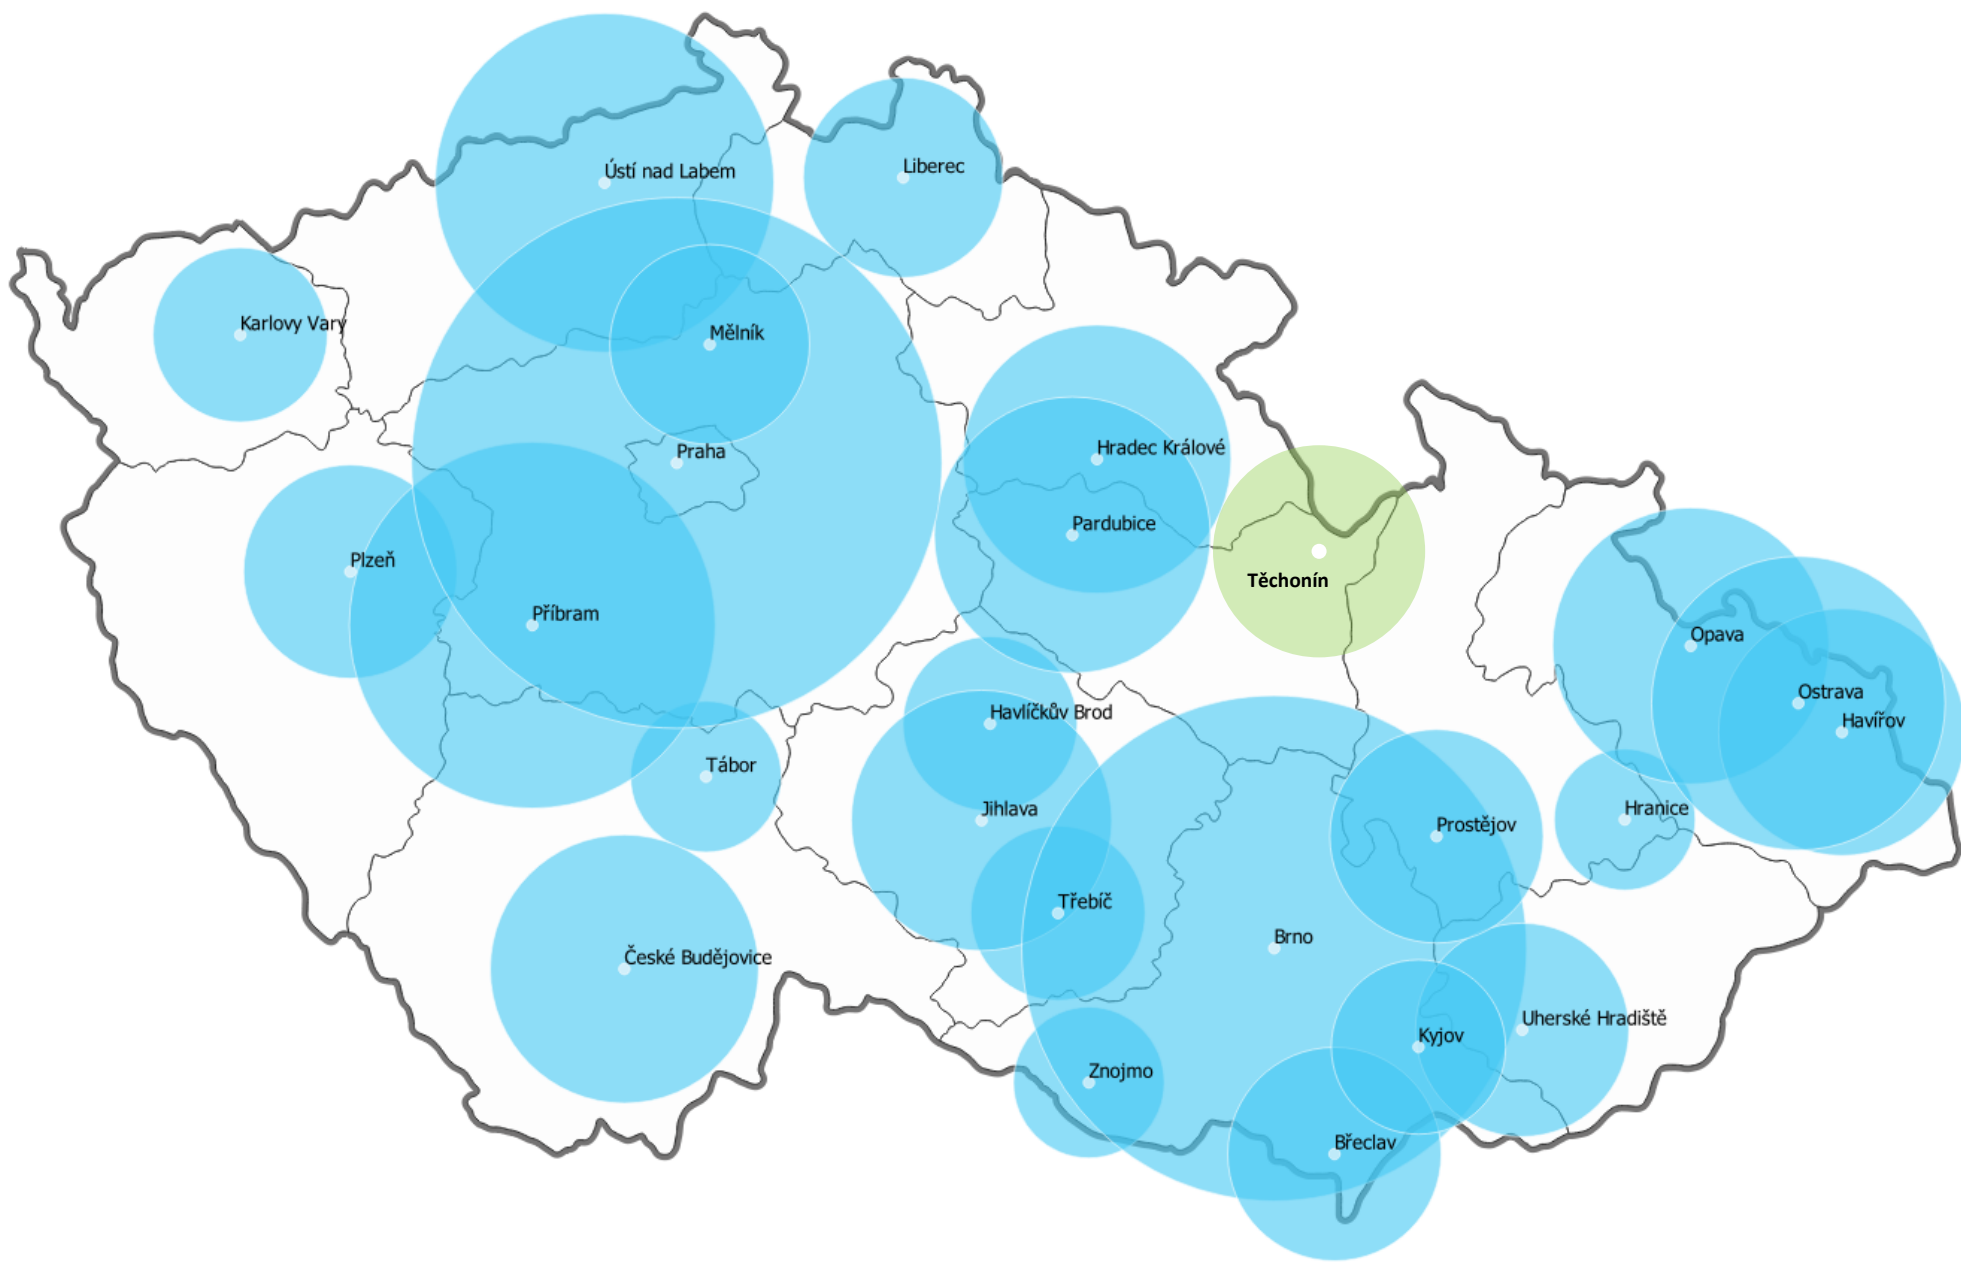 Ústí nad Labem
Liberec
Karlovy Vary
Mělník
Praha
Hradec Králové
Pardubice
Těchonín
Plzeň
Příbram
Opava
Ostrava
Havířov
Havlíčkův Brod
Tábor
Jihlava
Hranice
Prostějov
Třebíč
Brno
České Budějovice
Uherské Hradiště
Kyjov
Znojmo
Břeclav